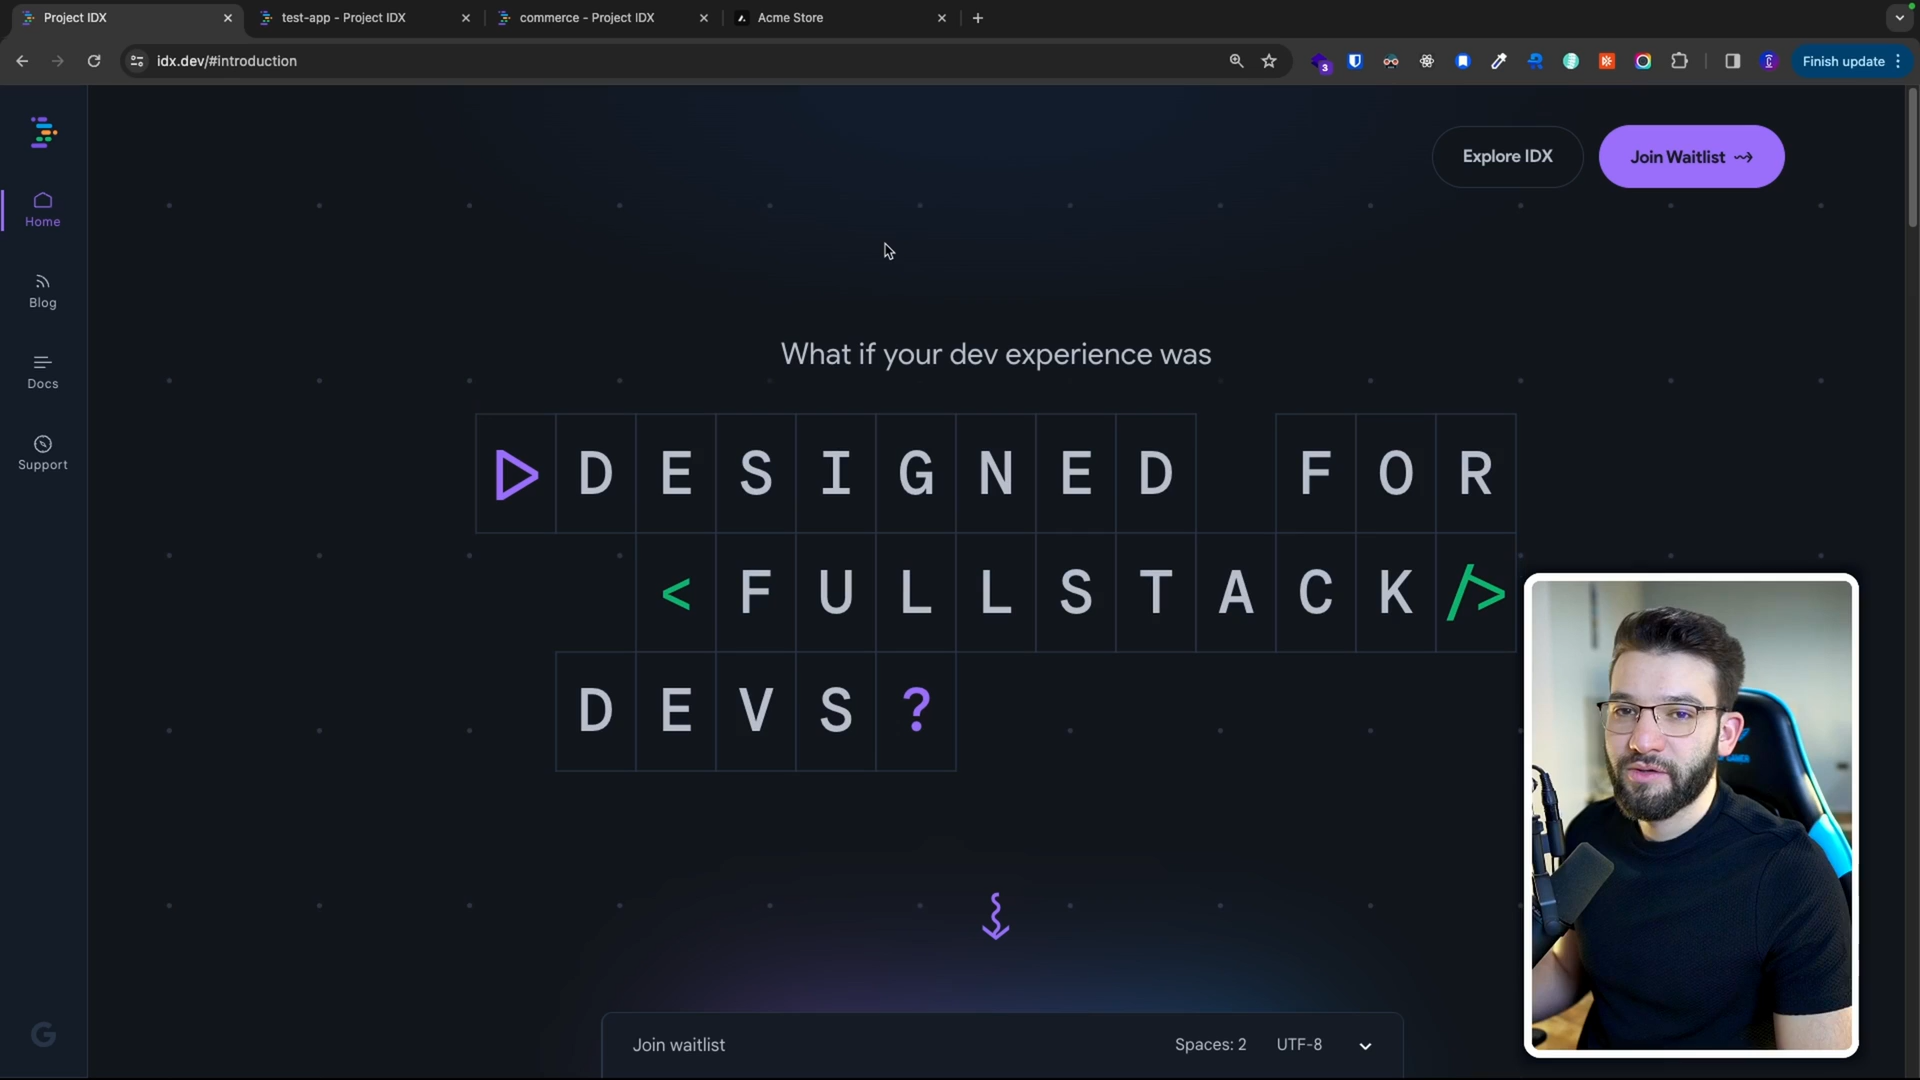 Project IDX
test-app - Project IDX
commerce - Project IDX
Acme Store
idx.dev/#introduction
3
Finish update
Explore IDX
Join Waitlist
Home
Blog
Docs
Support
What if your dev experience was
DESIGNED FOR
< FULLSTACK />
DEVS?
Join waitlist
Spaces: 2
UTF-8
G